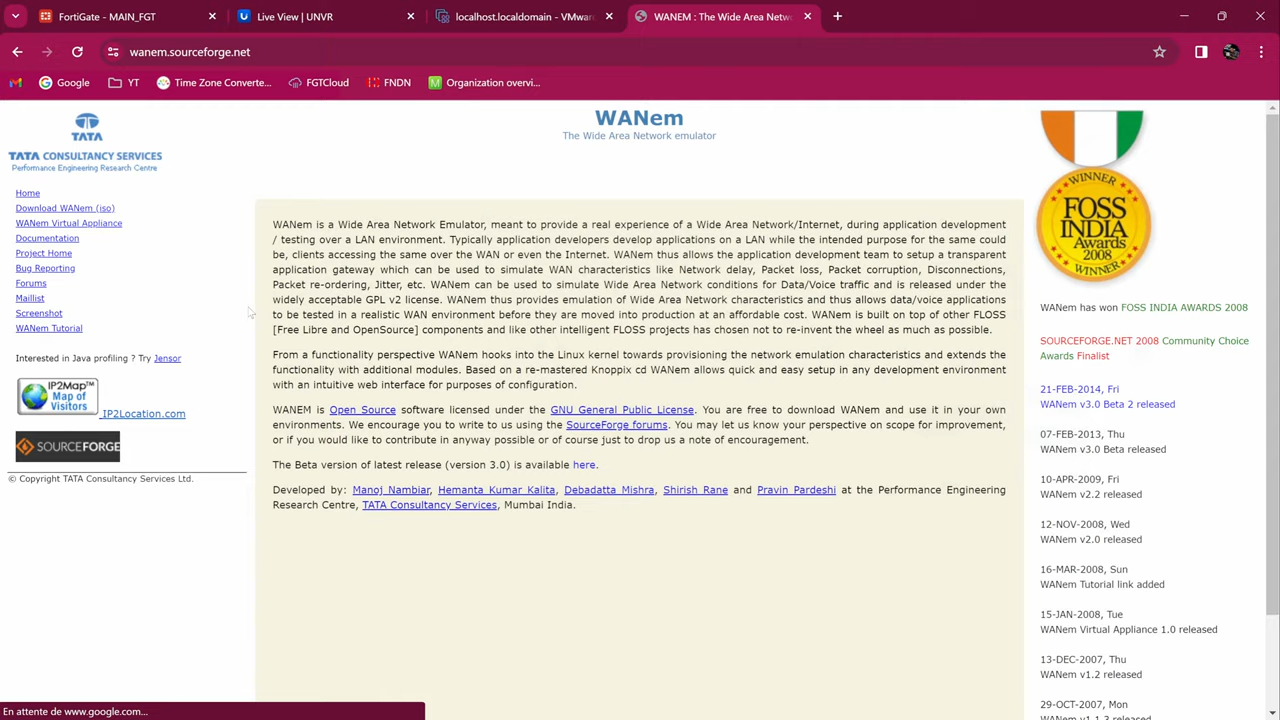 FortiGate - MAIN_FGT
Live View | UNVR
localhost.localdomain - VMwar
WANEM : The Wide Area Netw
wanem.sourceforge.net
Google
YT
Time Zone Converte...
FGTCloud
FNDN
Organization overvi...
TATA
TATA CONSULTANCY SERVICES
Performance Engineering Research Centre
Home
Download WANem (iso)
WANem Virtual Appliance
Documentation
Project Home
Bug Reporting
Forums
Maillist
Screenshot
WANem Tutorial
Interested in Java profiling ? Try Jensor
IP2Map™
Map of
Visitors
IP2Location.com
SOURCEFORGE
© Copyright TATA Consultancy Services Ltd.
WANem
The Wide Area Network emulator
WANem is a Wide Area Network Emulator, meant to provide a real experience of a Wide Area Network/Internet, during application development
/ testing over a LAN environment. Typically application developers develop applications on a LAN while the intended purpose for the same could
be, clients accessing the same over the WAN or even the Internet. WANem thus allows the application development team to setup a transparent
application gateway which can be used to simulate WAN characteristics like Network delay, Packet loss, Packet corruption, Disconnections,
Packet re-ordering, Jitter, etc. WANem can be used to simulate Wide Area Network conditions for Data/Voice traffic and is released under the
widely acceptable GPL v2 license. WANem thus provides emulation of Wide Area Network characteristics and thus allows data/voice applications
to be tested in a realistic WAN environment before they are moved into production at an affordable cost. WANem is built on top of other FLOSS
[Free Libre and OpenSource] components and like other intelligent FLOSS projects has chosen not to re-invent the wheel as much as possible.
From a functionality perspective WANem hooks into the Linux kernel towards provisioning the network emulation characteristics and extends the
functionality with additional modules. Based on a re-mastered Knoppix cd WANem allows quick and easy setup in any development environment
with an intuitive web interface for purposes of configuration.
WANEM is Open Source software licensed under the GNU General Public License. You are free to download WANem and use it in your own
environments. We encourage you to write to us using the SourceForge forums. You may let us know your perspective on scope for improvement,
or if you would like to contribute in anyway possible or of course just to drop us a note of encouragement.
The Beta version of latest release (version 3.0) is available here.
Developed by: Manoj Nambiar, Hemanta Kumar Kalita, Debadatta Mishra, Shirish Rane and Pravin Pardeshi at the Performance Engineering
Research Centre, TATA Consultancy Services, Mumbai India.
WINNER
FOSS
INDIA
Awards
2008
WINNER
WANem has won FOSS INDIA AWARDS 2008
SOURCEFORGE.NET 2008 Community Choice
Awards Finalist
21-FEB-2014, Fri
WANem v3.0 Beta 2 released
07-FEB-2013, Thu
WANem v3.0 Beta released
10-APR-2009, Fri
WANem v2.2 released
12-NOV-2008, Wed
WANem v2.0 released
16-MAR-2008, Sun
WANem Tutorial link added
15-JAN-2008, Tue
WANem Virtual Appliance 1.0 released
13-DEC-2007, Thu
WANem v1.2 released
29-OCT-2007, Mon
WANem v1.1.3 released
En attente de www.google.com...